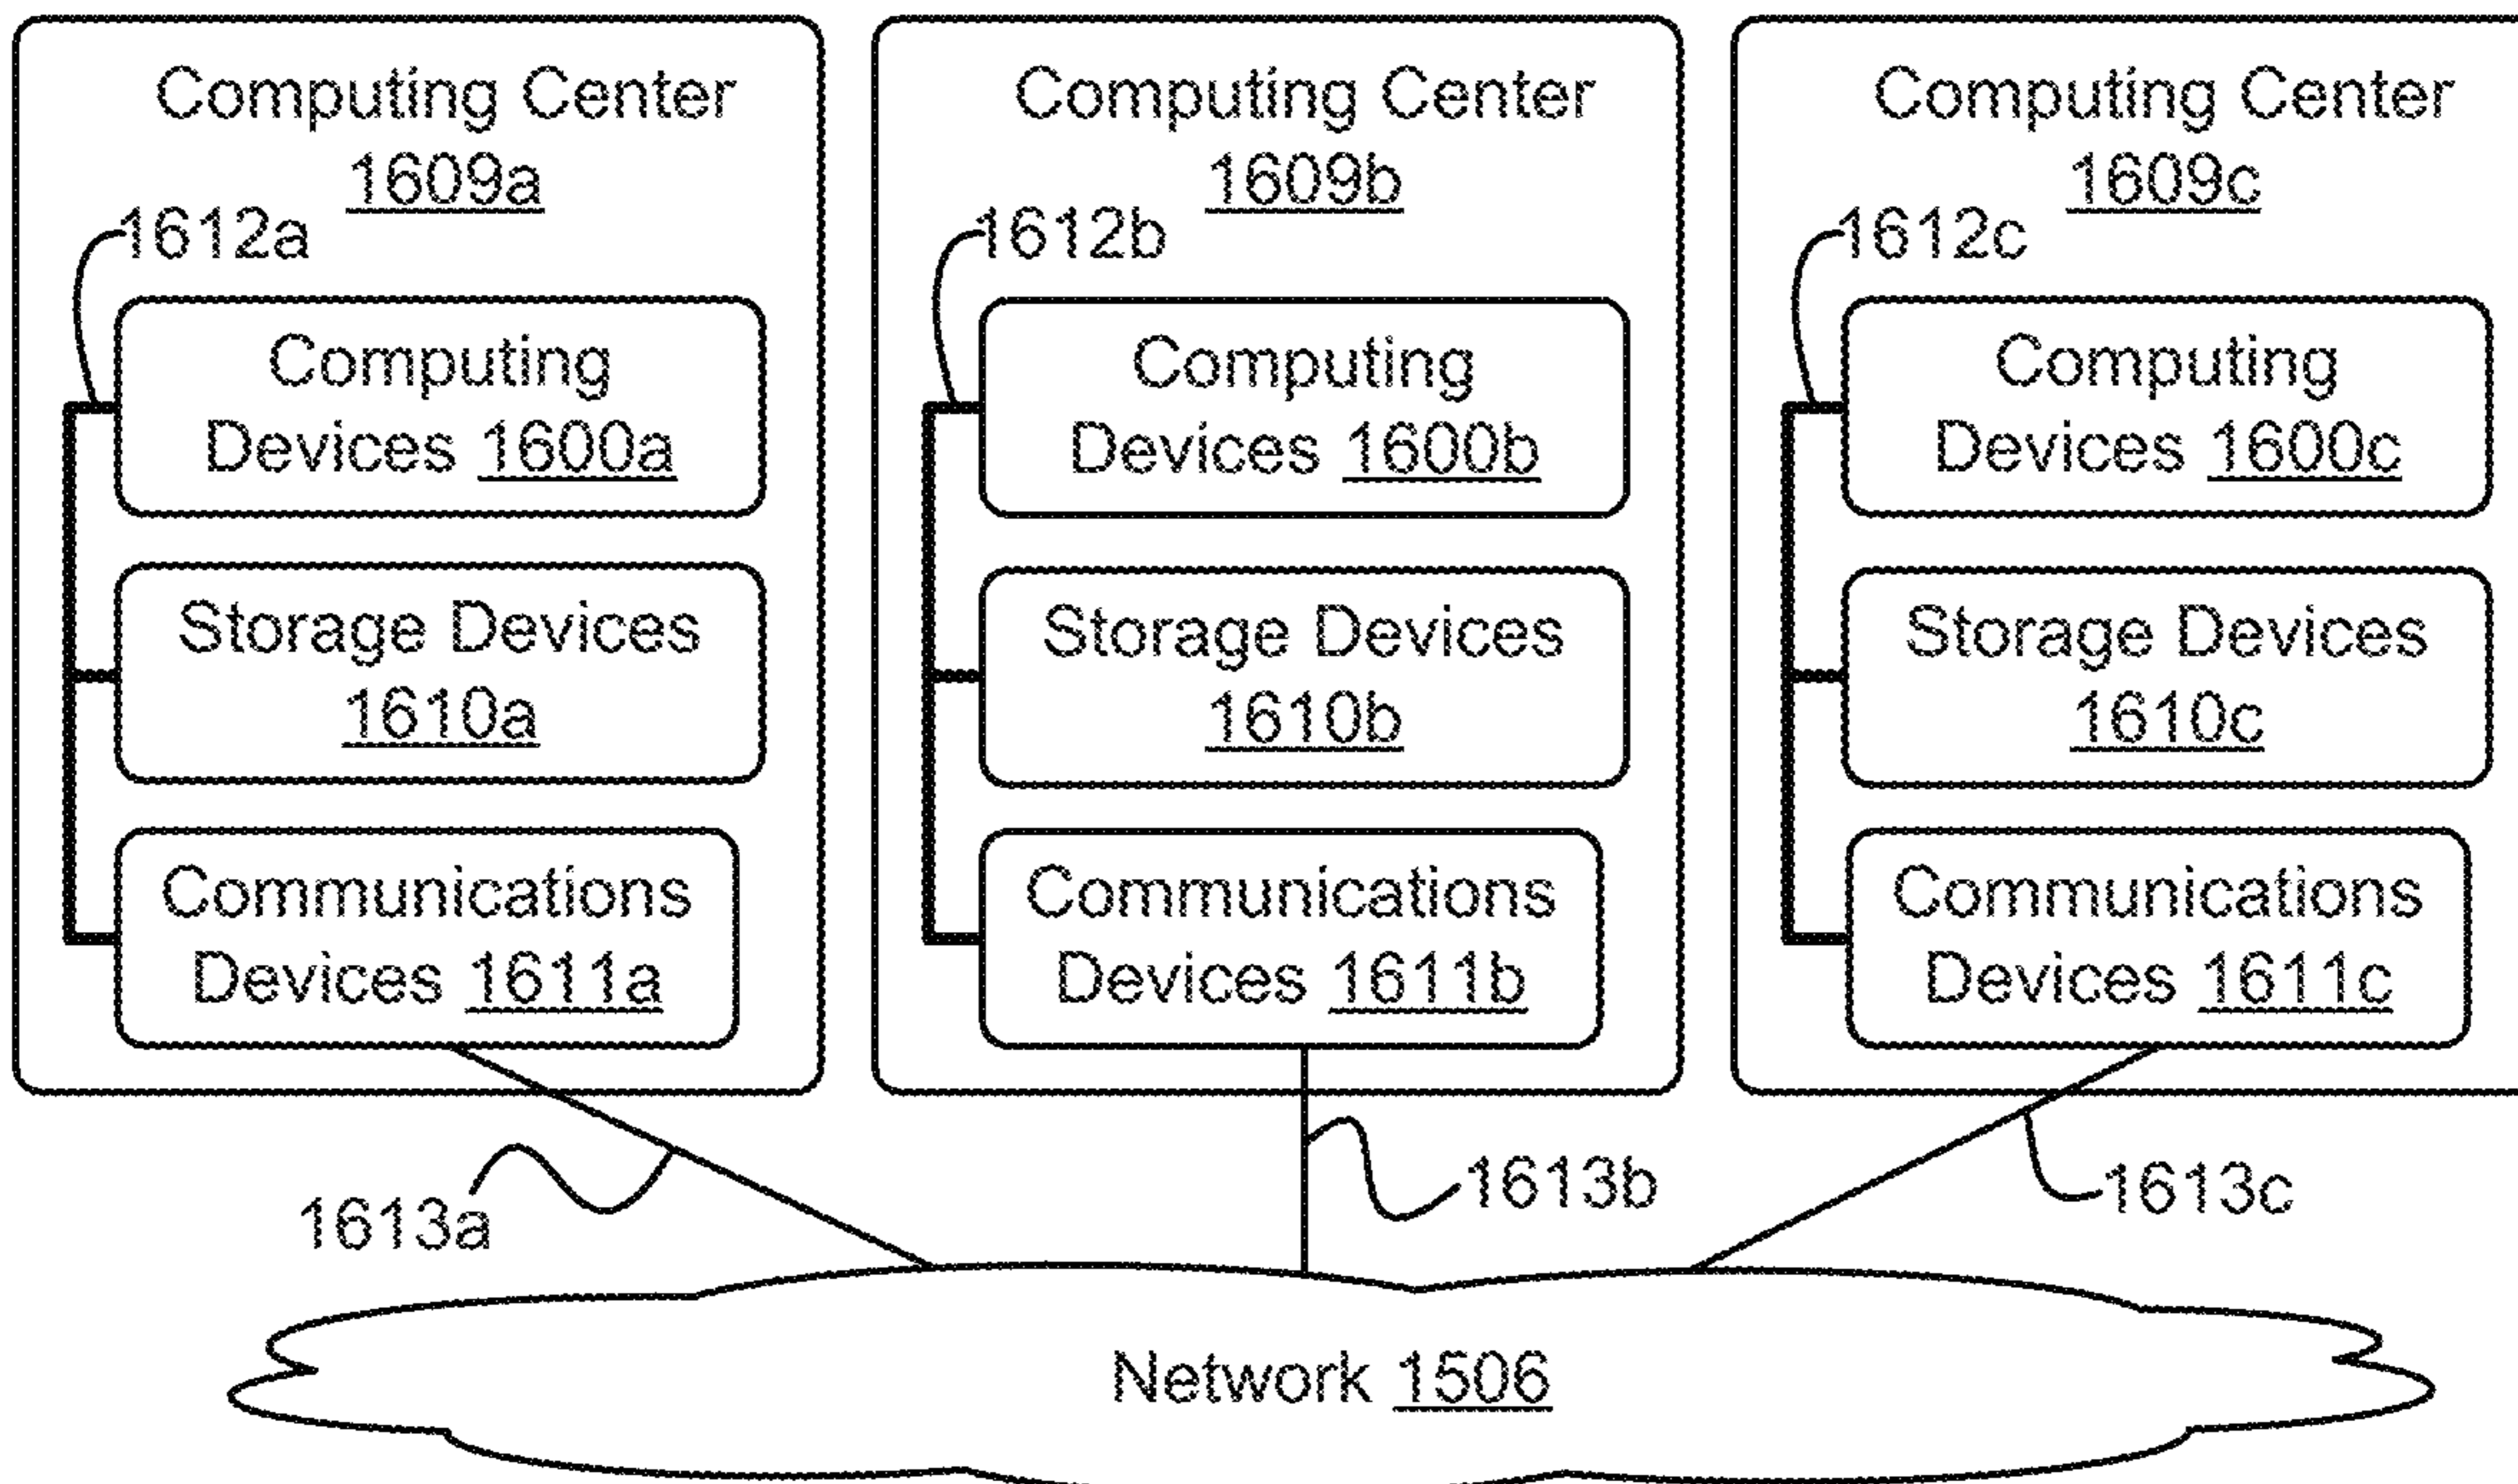 Computing Center
1609a
1612a
Computing
Devices 1600a
Storage Devices
1610a
Communications
Devices 1611a
Computing Center
1609b
1612b
Computing
Devices 1600b
Storage Devices
1610b
Communications
Devices 1611b
Computing Center
1609c
1612c
Computing
Devices 1600c
Storage Devices
1610c
Communications
Devices 1611c
1613a
1613b
1613c
Network 1506